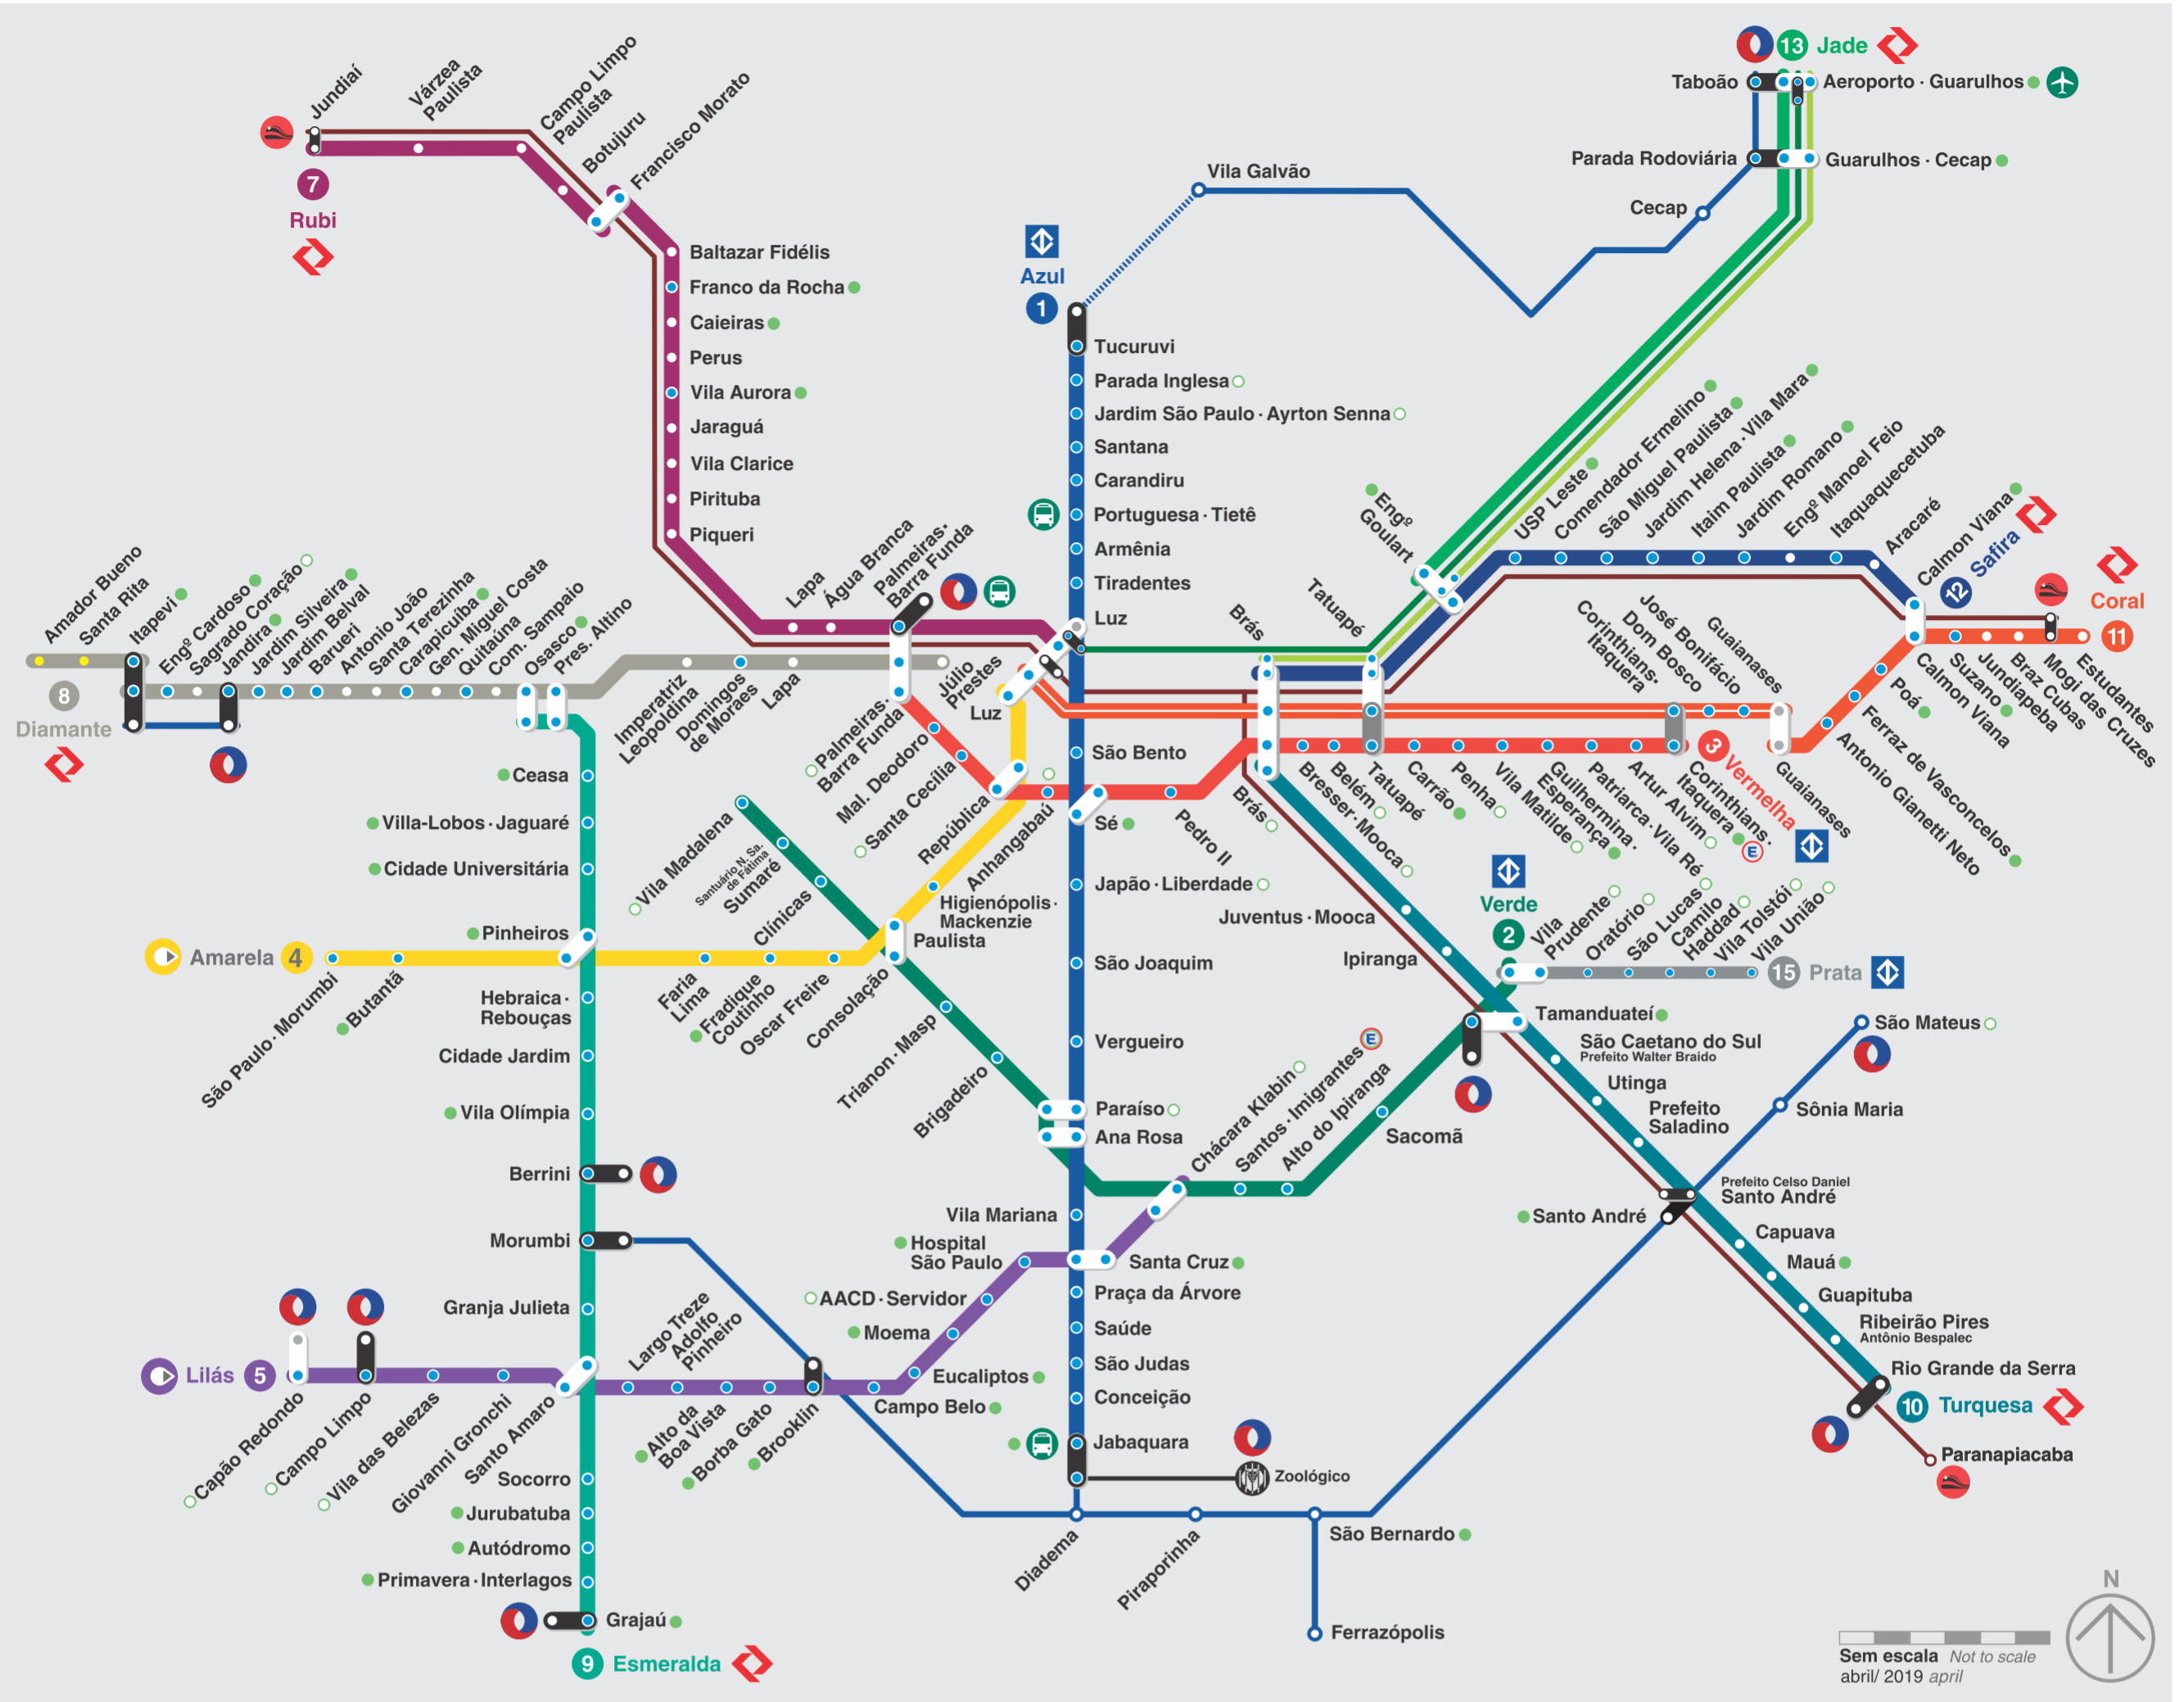 13 Jade
Taboão
Aeroporto · Guarulhos
Parada Rodoviária
Guarulhos · Cecap
Cecap
Vila Galvão
Jundiaí
Várzea
Paulista
Campo Limpo
Paulista
Botujuru
Francisco Morato
7
Rubi
Baltazar Fidélis
Franco da Rocha
Caieiras
Perus
Vila Aurora
Jaraguá
Vila Clarice
Pirituba
Piqueri
Lapa
Água Branca
Palmeiras·
Barra Funda
Azul
1
Tucuruvi
Parada Inglesa
Jardim São Paulo · Ayrton Senna
Santana
Carandiru
Portuguesa · Tietê
Armênia
Tiradentes
Luz
São Bento
Sé
Japão · Liberdade
São Joaquim
Vergueiro
Paraíso
Ana Rosa
Vila Mariana
Santa Cruz
Praça da Árvore
Saúde
São Judas
Conceição
Jabaquara
Zoológico
Engº
Goulart
USP Leste
Comendador Ermelino
São Miguel Paulista
Jardim Helena · Vila Mara
Itaim Paulista
Jardim Romano
Engº Manoel Feio
Itaquaquecetuba
Aracaré
Calmon Viana
12 Safira
Coral
11
Brás
Tatuapé
Corinthians·
Itaquera
Dom Bosco
José Bonifácio
Guaianases
Guaianases
Antonio Gianetti Neto
Ferraz de Vasconcelos
Poá
Calmon Viana
Suzano
Jundiapeba
Braz Cubas
Mogi das Cruzes
Estudantes
Amador Bueno
Santa Rita
Itapevi
Engº Cardoso
Sagrado Coração
Jandira
Jardim Silveira
Jardim Belval
Barueri
Antonio João
Santa Terezinha
Carapicuíba
Gen. Miguel Costa
Quitaúna
Com. Sampaio
Osasco
Pres. Altino
8
Diamante
Imperatriz
Leopoldina
Domingos
de Moraes
Lapa
Júlio
Prestes
Luz
Palmeiras·
Barra Funda
Mal. Deodoro
Santa Cecília
República
Anhangabaú
Pedro II
Brás
Bresser · Mooca
Belém
Tatuapé
Carrão
Penha
Vila Matilde
Guilhermina ·
Esperança
Patriarca · Vila Ré
Artur Alvim
Corinthians·
Itaquera
E
3 Vermelha
Ceasa
Villa-Lobos · Jaguaré
Cidade Universitária
Pinheiros
Hebraica ·
Rebouças
Cidade Jardim
Vila Olímpia
Berrini
Morumbi
Granja Julieta
Socorro
Jurubatuba
Autódromo
Primavera · Interlagos
Grajaú
9 Esmeralda
Vila Madalena
Santuário N. Sa.
de Fátima
Sumaré
Clínicas
Consolação
Trianon · Masp
Brigadeiro
Chácara Klabin
Santos · Imigrantes
E
Alto do Ipiranga
Sacomã
Verde
2
Vila
Prudente
Oratório
São Lucas
Camilo
Haddad
Vila Tolstói
Vila União
15 Prata
Amarela 4
São Paulo · Morumbi
Butantã
Faria
Lima
Fradique
Coutinho
Oscar Freire
Paulista
Higienópolis ·
Mackenzie
Juventus · Mooca
Ipiranga
Tamanduateí
São Caetano do Sul
Prefeito Walter Braido
Utinga
Prefeito
Saladino
Prefeito Celso Daniel
Santo André
Capuava
Mauá
Guapituba
Ribeirão Pires
Antônio Bespalec
Rio Grande da Serra
10 Turquesa
Paranapiacaba
São Mateus
Sônia Maria
Santo André
São Bernardo
Ferrazópolis
Piraporinha
Diadema
Lilás 5
Capão Redondo
Campo Limpo
Vila das Belezas
Giovanni Gronchi
Santo Amaro
Largo Treze
Adolfo
Pinheiro
Alto da
Boa Vista
Borba Gato
Brooklin
Campo Belo
Eucaliptos
Moema
AACD · Servidor
Hospital
São Paulo
N
Sem escala Not to scale
abril/ 2019 april